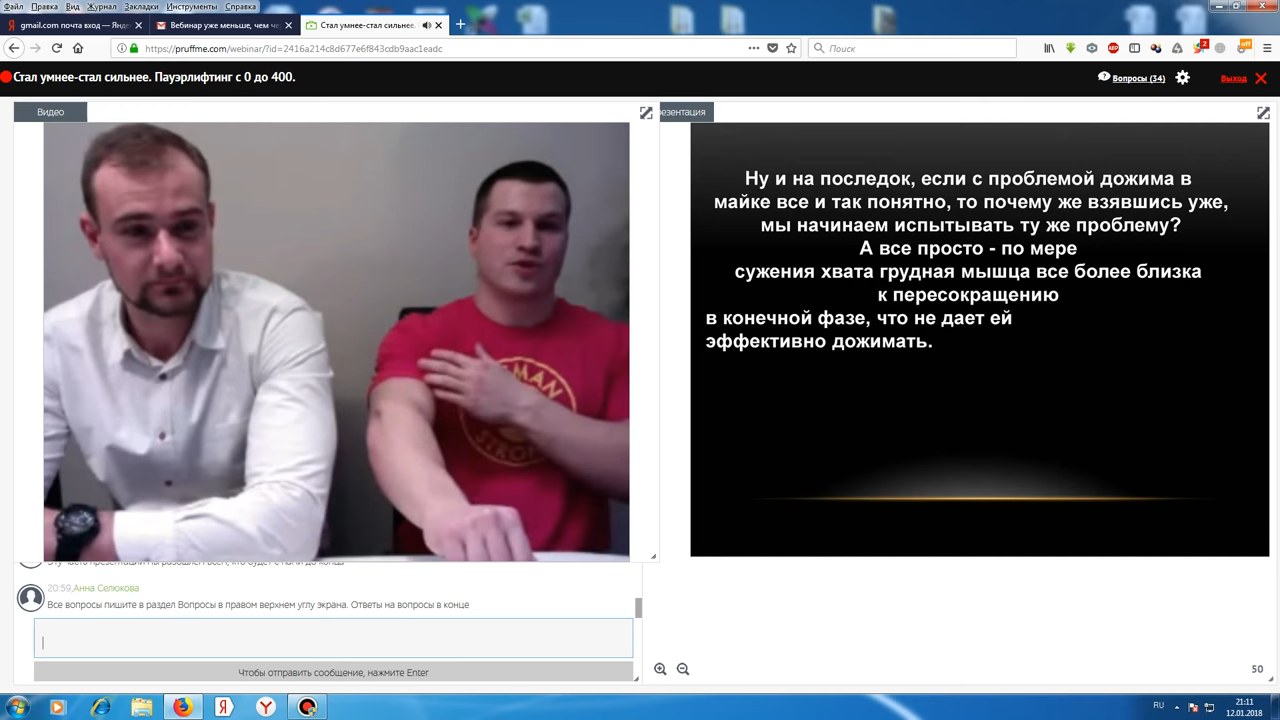 Файл Правка Вид Журнал Закладки Инструменты Справка
gmail.com почта вход — Янде
Вебинар уже меньше, чем че
Стал умнее-стал сильнее.
https://pruffme.com/webinar/?id=2416a214c8d677e6f843cdb9aac1eadc
Поиск
ABP
2
off
Стал умнее-стал сильнее. Пауэрлифтинг с 0 до 400.
Вопросы (34)
Выход
Видео
резентация
Ну и на последок, если с проблемой дожима в
майке все и так понятно, то почему же взявшись уже,
мы начинаем испытывать ту же проблему?
А все просто - по мере
сужения хвата грудная мышца все более близка
к пересокращению
в конечной фазе, что не дает ей
эффективно дожимать.
20:59, Анна Селюкова
Все вопросы пишите в раздел Вопросы в правом верхнем углу экрана. Ответы на вопросы в конце
Чтобы отправить сообщение, нажмите Enter
50
RU
21:11
12.01.2018